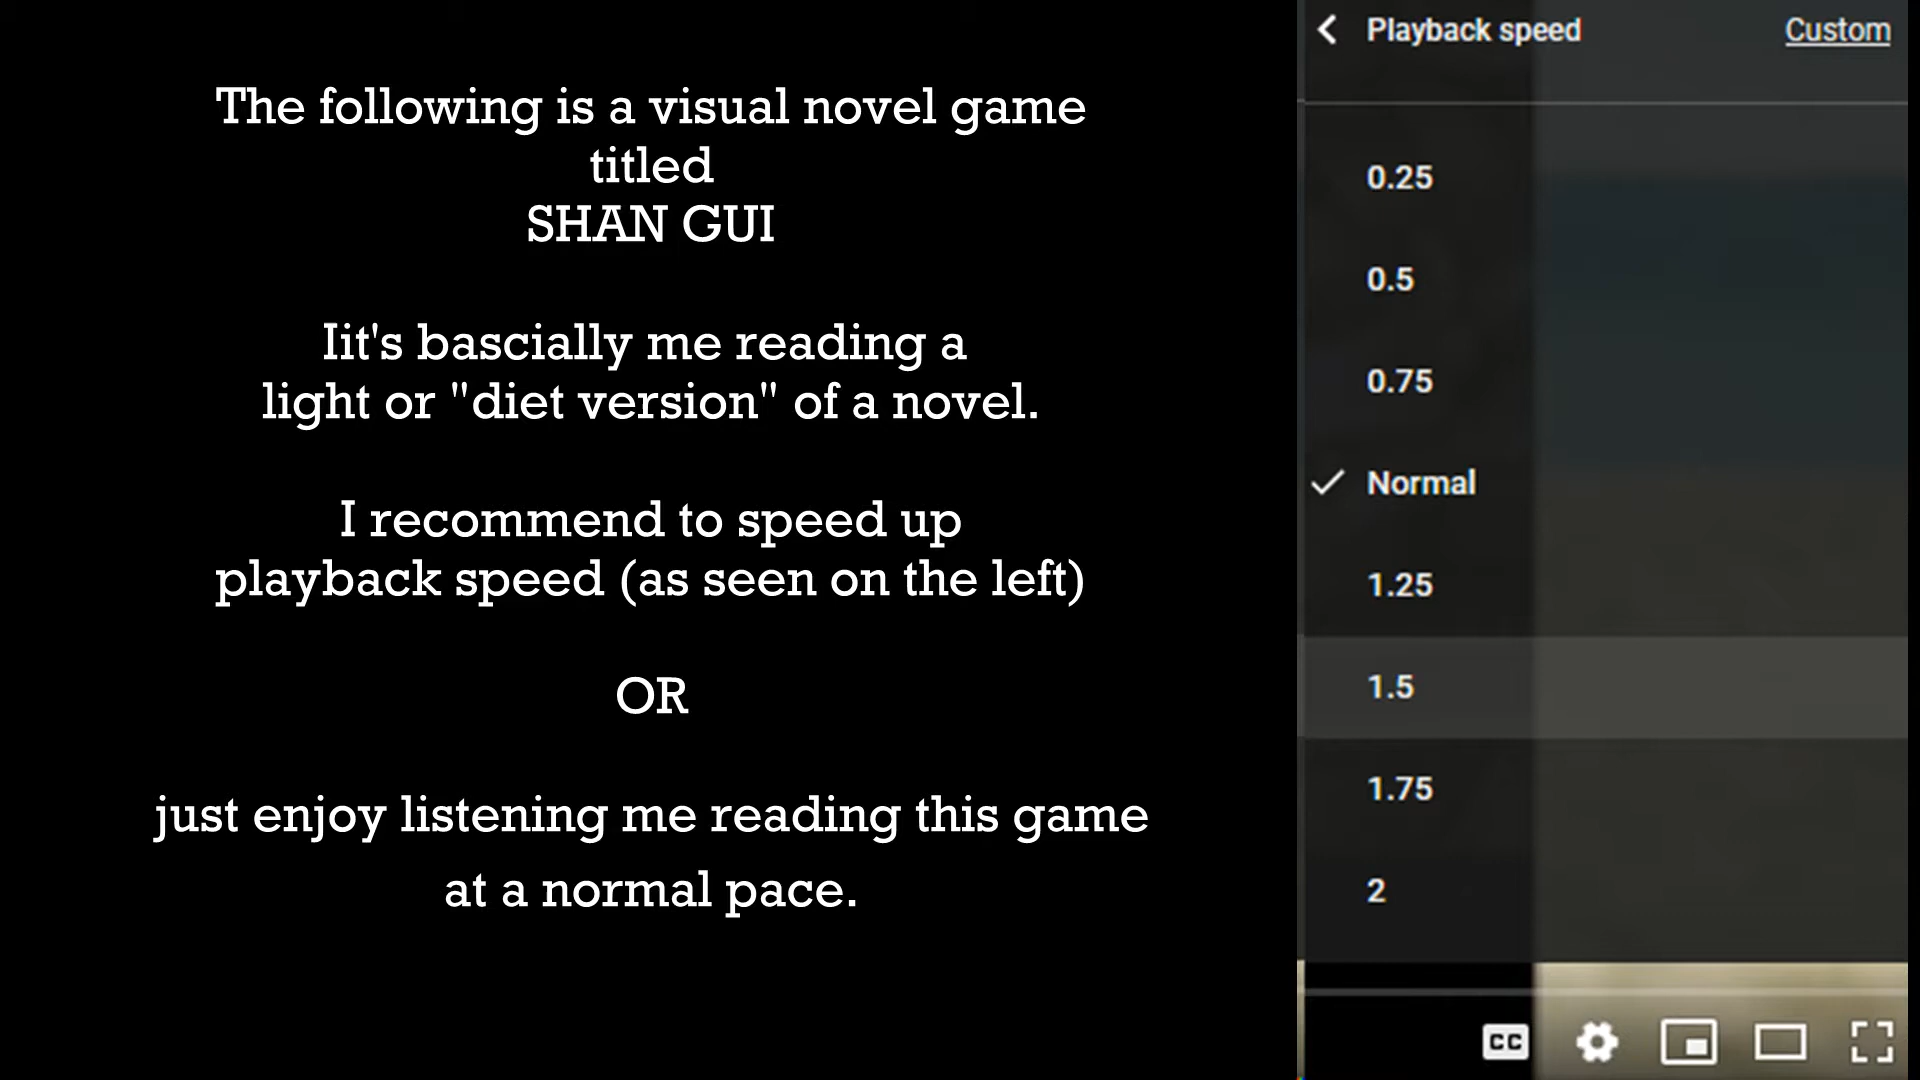 The following is a visual novel game
titled
SHAN GUI
Iit's bascially me reading a
light or "diet version" of a novel.
I recommend to speed up
playback speed (as seen on the left)
OR
just enjoy listening me reading this game
at a normal pace.
Playback speed
Custom
0.25
0.5
0.75
Normal
1.25
1.5
1.75
2
CC